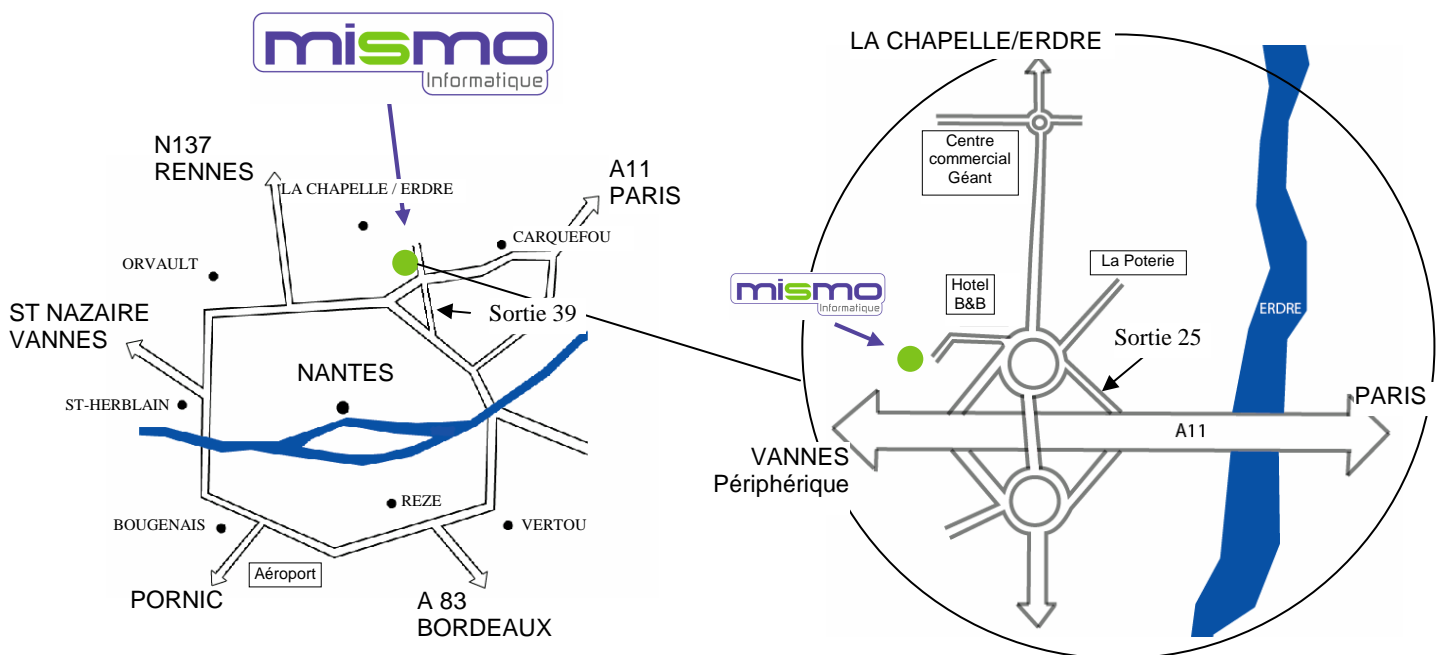 mismo
Informatique
N137
RENNES
LA CHAPELLE / ERDRE
A11
PARIS
CARQUEFOU
ORVAULT
ST NAZAIRE
VANNES
Sortie 39
NANTES
ST-HERBLAIN
REZE
BOUGENAIS
VERTOU
Aéroport
PORNIC
A 83
BORDEAUX
LA CHAPELLE/ERDRE
Centre
commercial
Géant
La Poterie
Hotel
B&B
mismo
Informatique
ERDRE
Sortie 25
PARIS
A11
VANNES
Périphérique